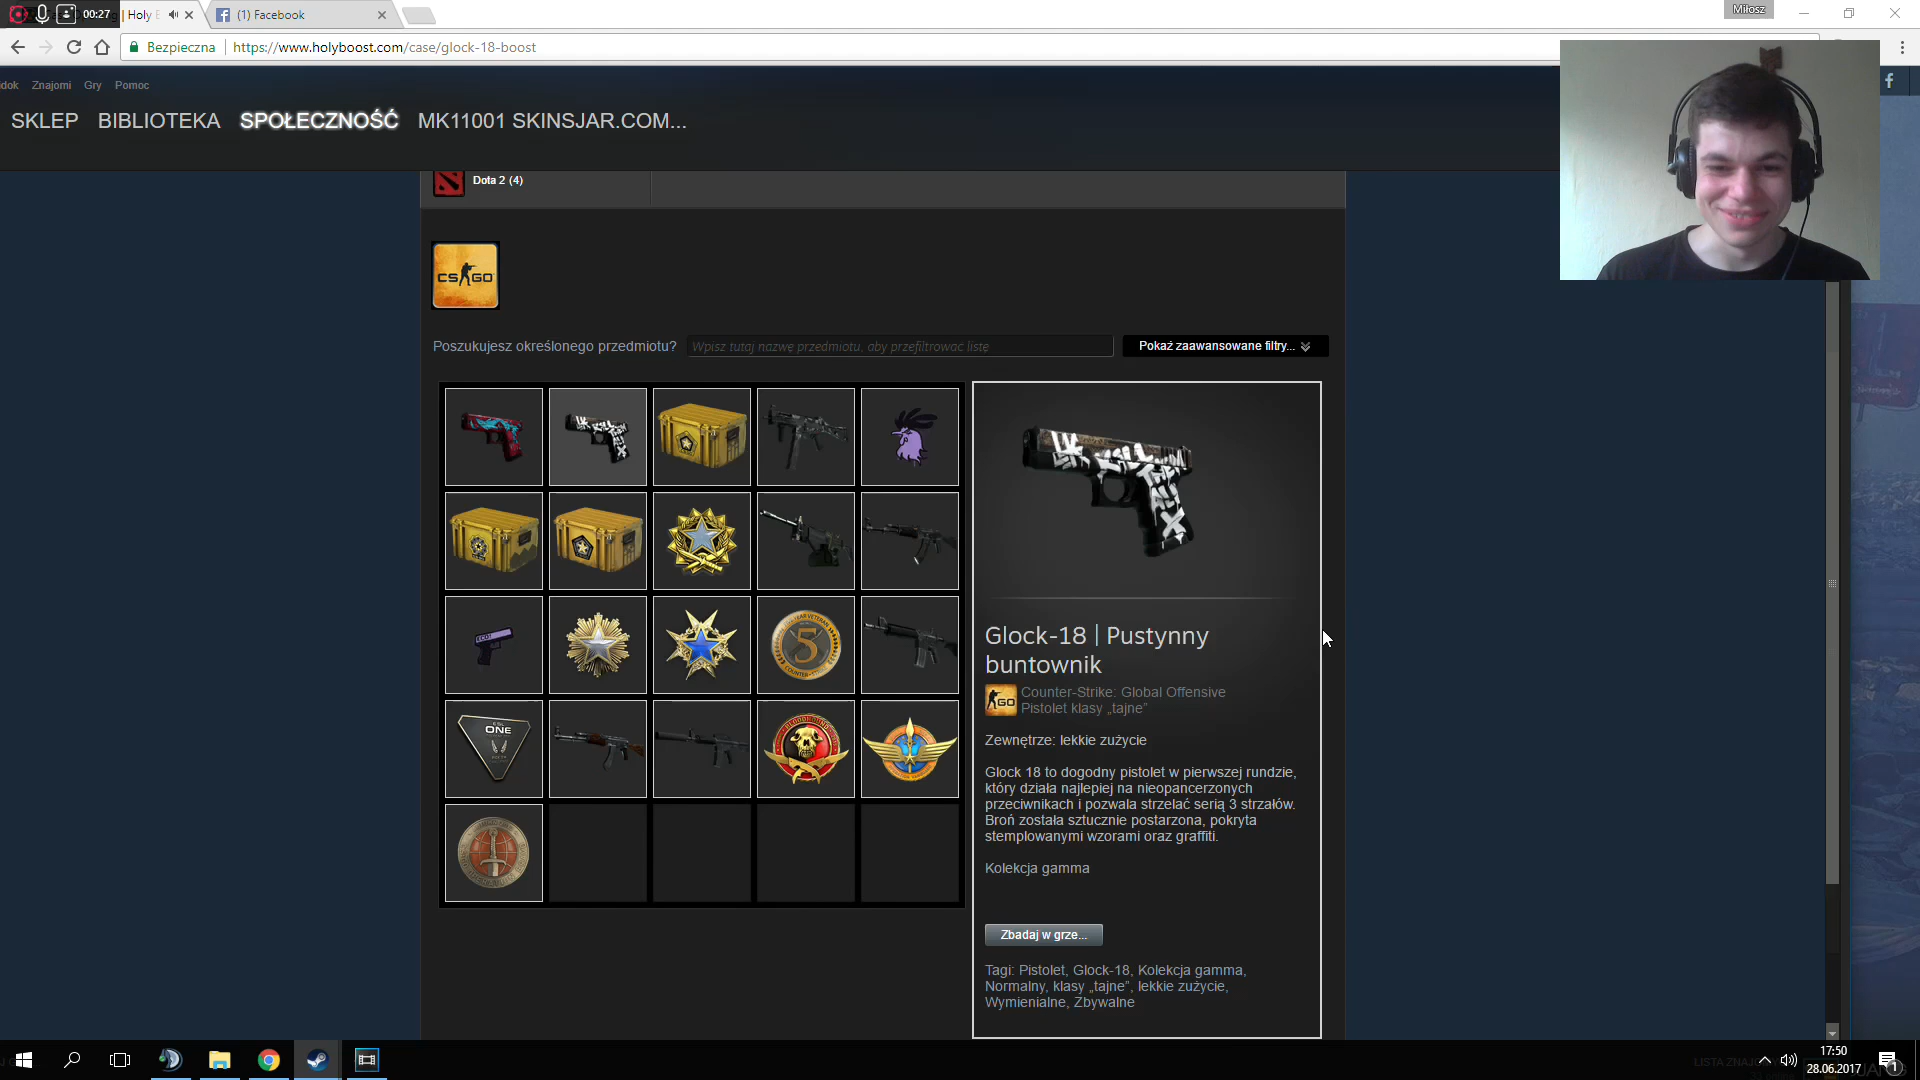 00:27
| Holy
(1) Facebook
Miłosz
Bezpieczna
https://www.holyboost.com/case/glock-18-boost
dok
Znajomi
Gry
Pomoc
SKLEP
BIBLIOTEKA
SPOŁECZNOŚĆ
MK11001 SKINSJAR.COM...
Dota 2 (4)
CS GO
Poszukujesz określonego przedmiotu?
Wpisz tutaj nazwę przedmiotu, aby przefiltrować listę
Pokaż zaawansowane filtry...
5
ONE
Glock-18 | Pustynny
buntownik
GO
Counter-Strike: Global Offensive
Pistolet klasy „tajne”
Zewnętrze: lekkie zużycie
Glock 18 to dogodny pistolet w pierwszej rundzie,
który działa najlepiej na nieopancerzonych
przeciwnikach i pozwala strzelać serią 3 strzałów.
Broń została sztucznie postarzona, pokryta
stemplowanymi wzorami oraz graffiti.
Kolekcja gamma
Zbadaj w grze...
Tagi: Pistolet, Glock-18, Kolekcja gamma,
Normalny, klasy „tajne”, lekkie zużycie,
Wymienialne, Zbywalne
17:50
28.06.2017
1